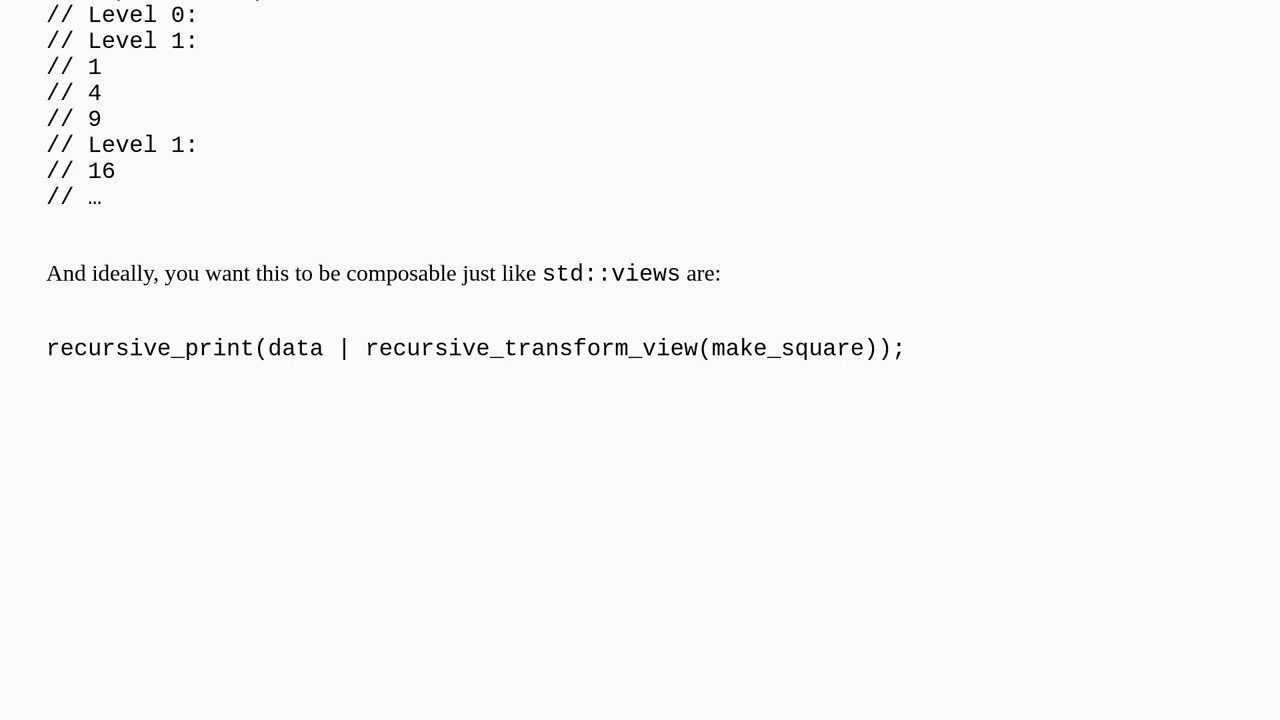 // Level 0:
// Level 1:
// 1
// 4
// 9
// Level 1:
// 16
// …
And ideally, you want this to be composable just like std::views are:
recursive_print(data | recursive_transform_view(make_square));